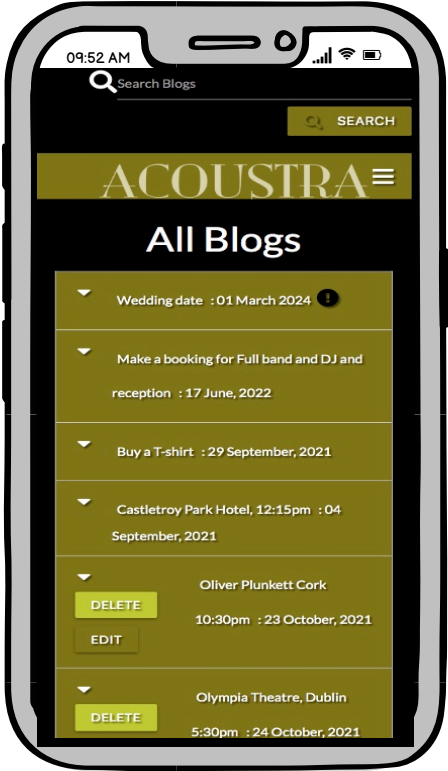 09:52 AM
Search Blogs
SEARCH
ACOUSTRA
All Blogs
Wedding date : 01 March 2024
Make a booking for Full band and DJ and
reception : 17 June, 2022
Buy a T-shirt : 29 September, 2021
Castletroy Park Hotel, 12:15pm : 04
September, 2021
Oliver Plunkett Cork
DELETE
10:30pm : 23 October, 2021
EDIT
Olympia Theatre, Dublin
DELETE
5:30pm : 24 October, 2021